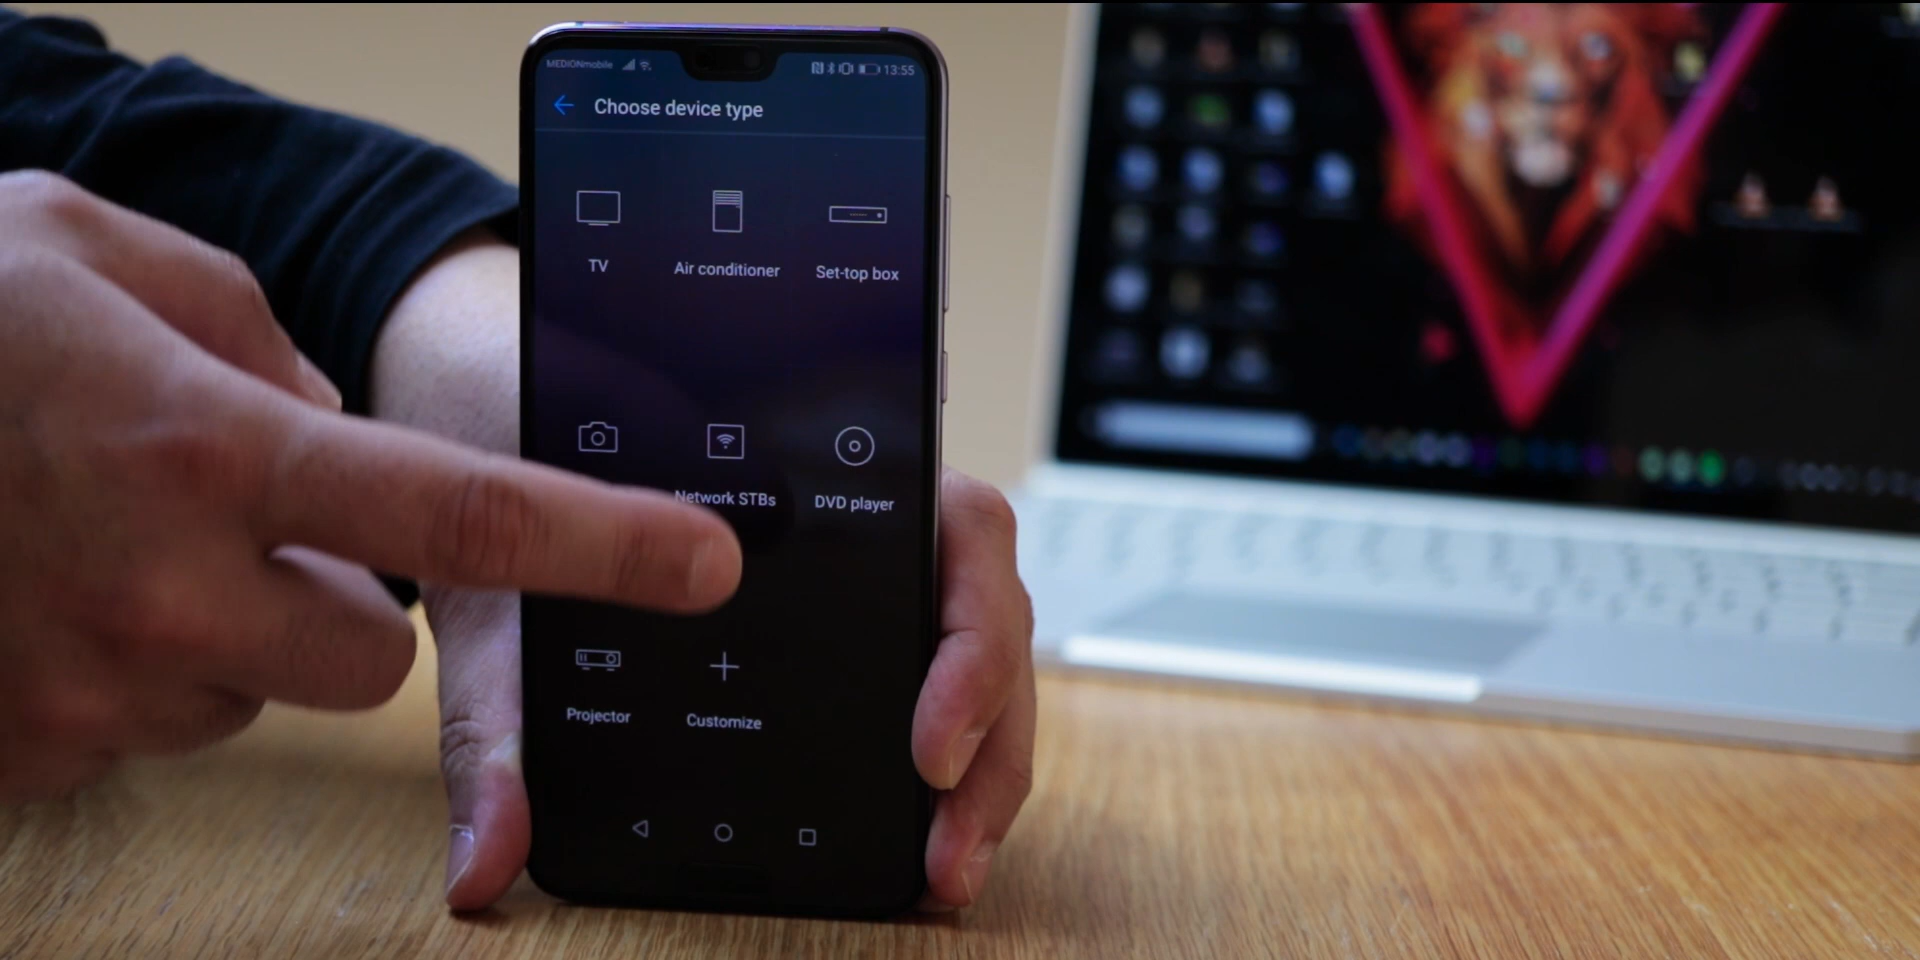 MEDIONmobile 13:55
Choose device type
TV Air conditioner Set-top box
Network STBs DVD player
Projector Customize